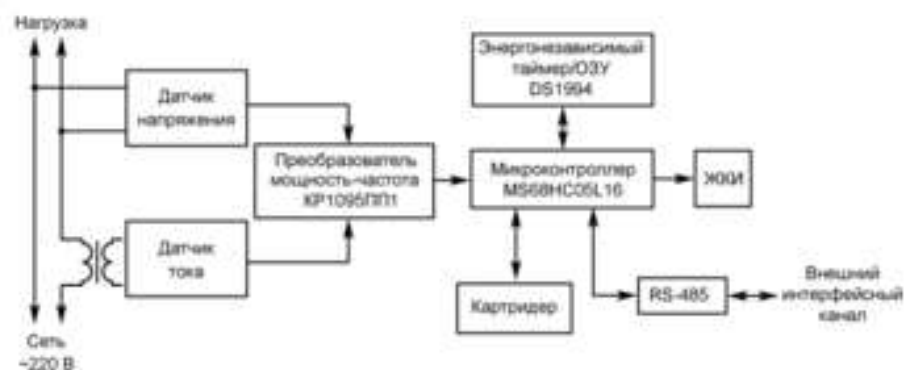 Нагрузка
Датчик
напряжения
Энергонезависимый
таймер/ОЗУ
DS1994
Преобразователь
мощность-частота
КР1095ПП1
Микроконтроллер
MS68HC05L16
ЖКИ
Датчик
тока
Картридер
RS-485
Внешний
интерфейсный
канал
Сеть
~220 В